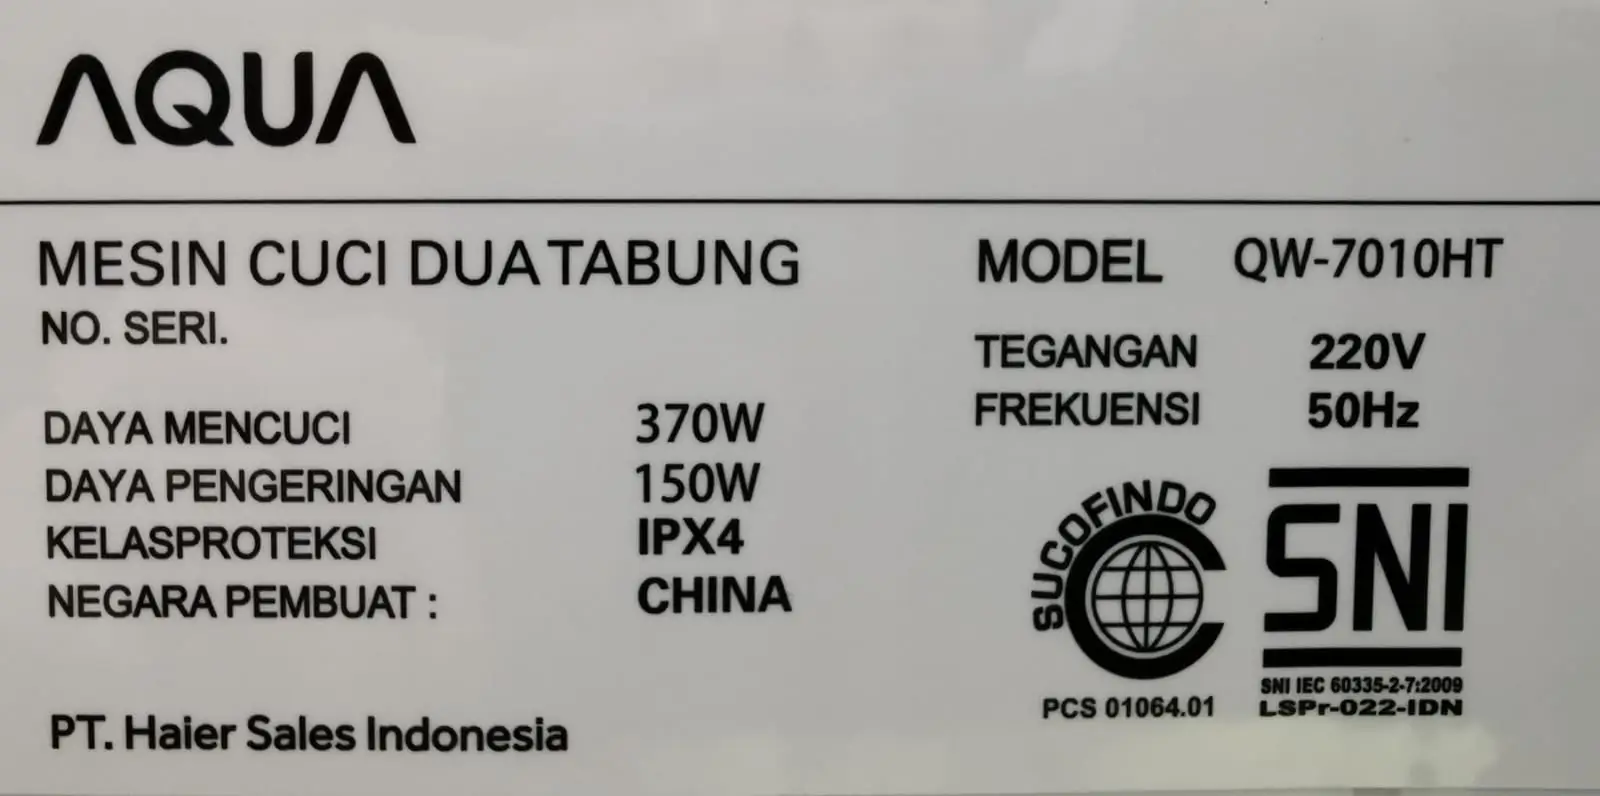 AQUA
MESIN CUCI DUA TABUNG
NO. SERI.
DAYA MENCUCI 370W
DAYA PENGERINGAN 150W
KELASPROTEKSI IPX4
NEGARA PEMBUAT : CHINA
PT. Haier Sales Indonesia
MODEL QW-7010HT
TEGANGAN 220V
FREKUENSI 50Hz
SUCOFINDO
PCS 01064.01
SNI
SNI IEC 60335-2-7:2009
LSPr-022-IDN